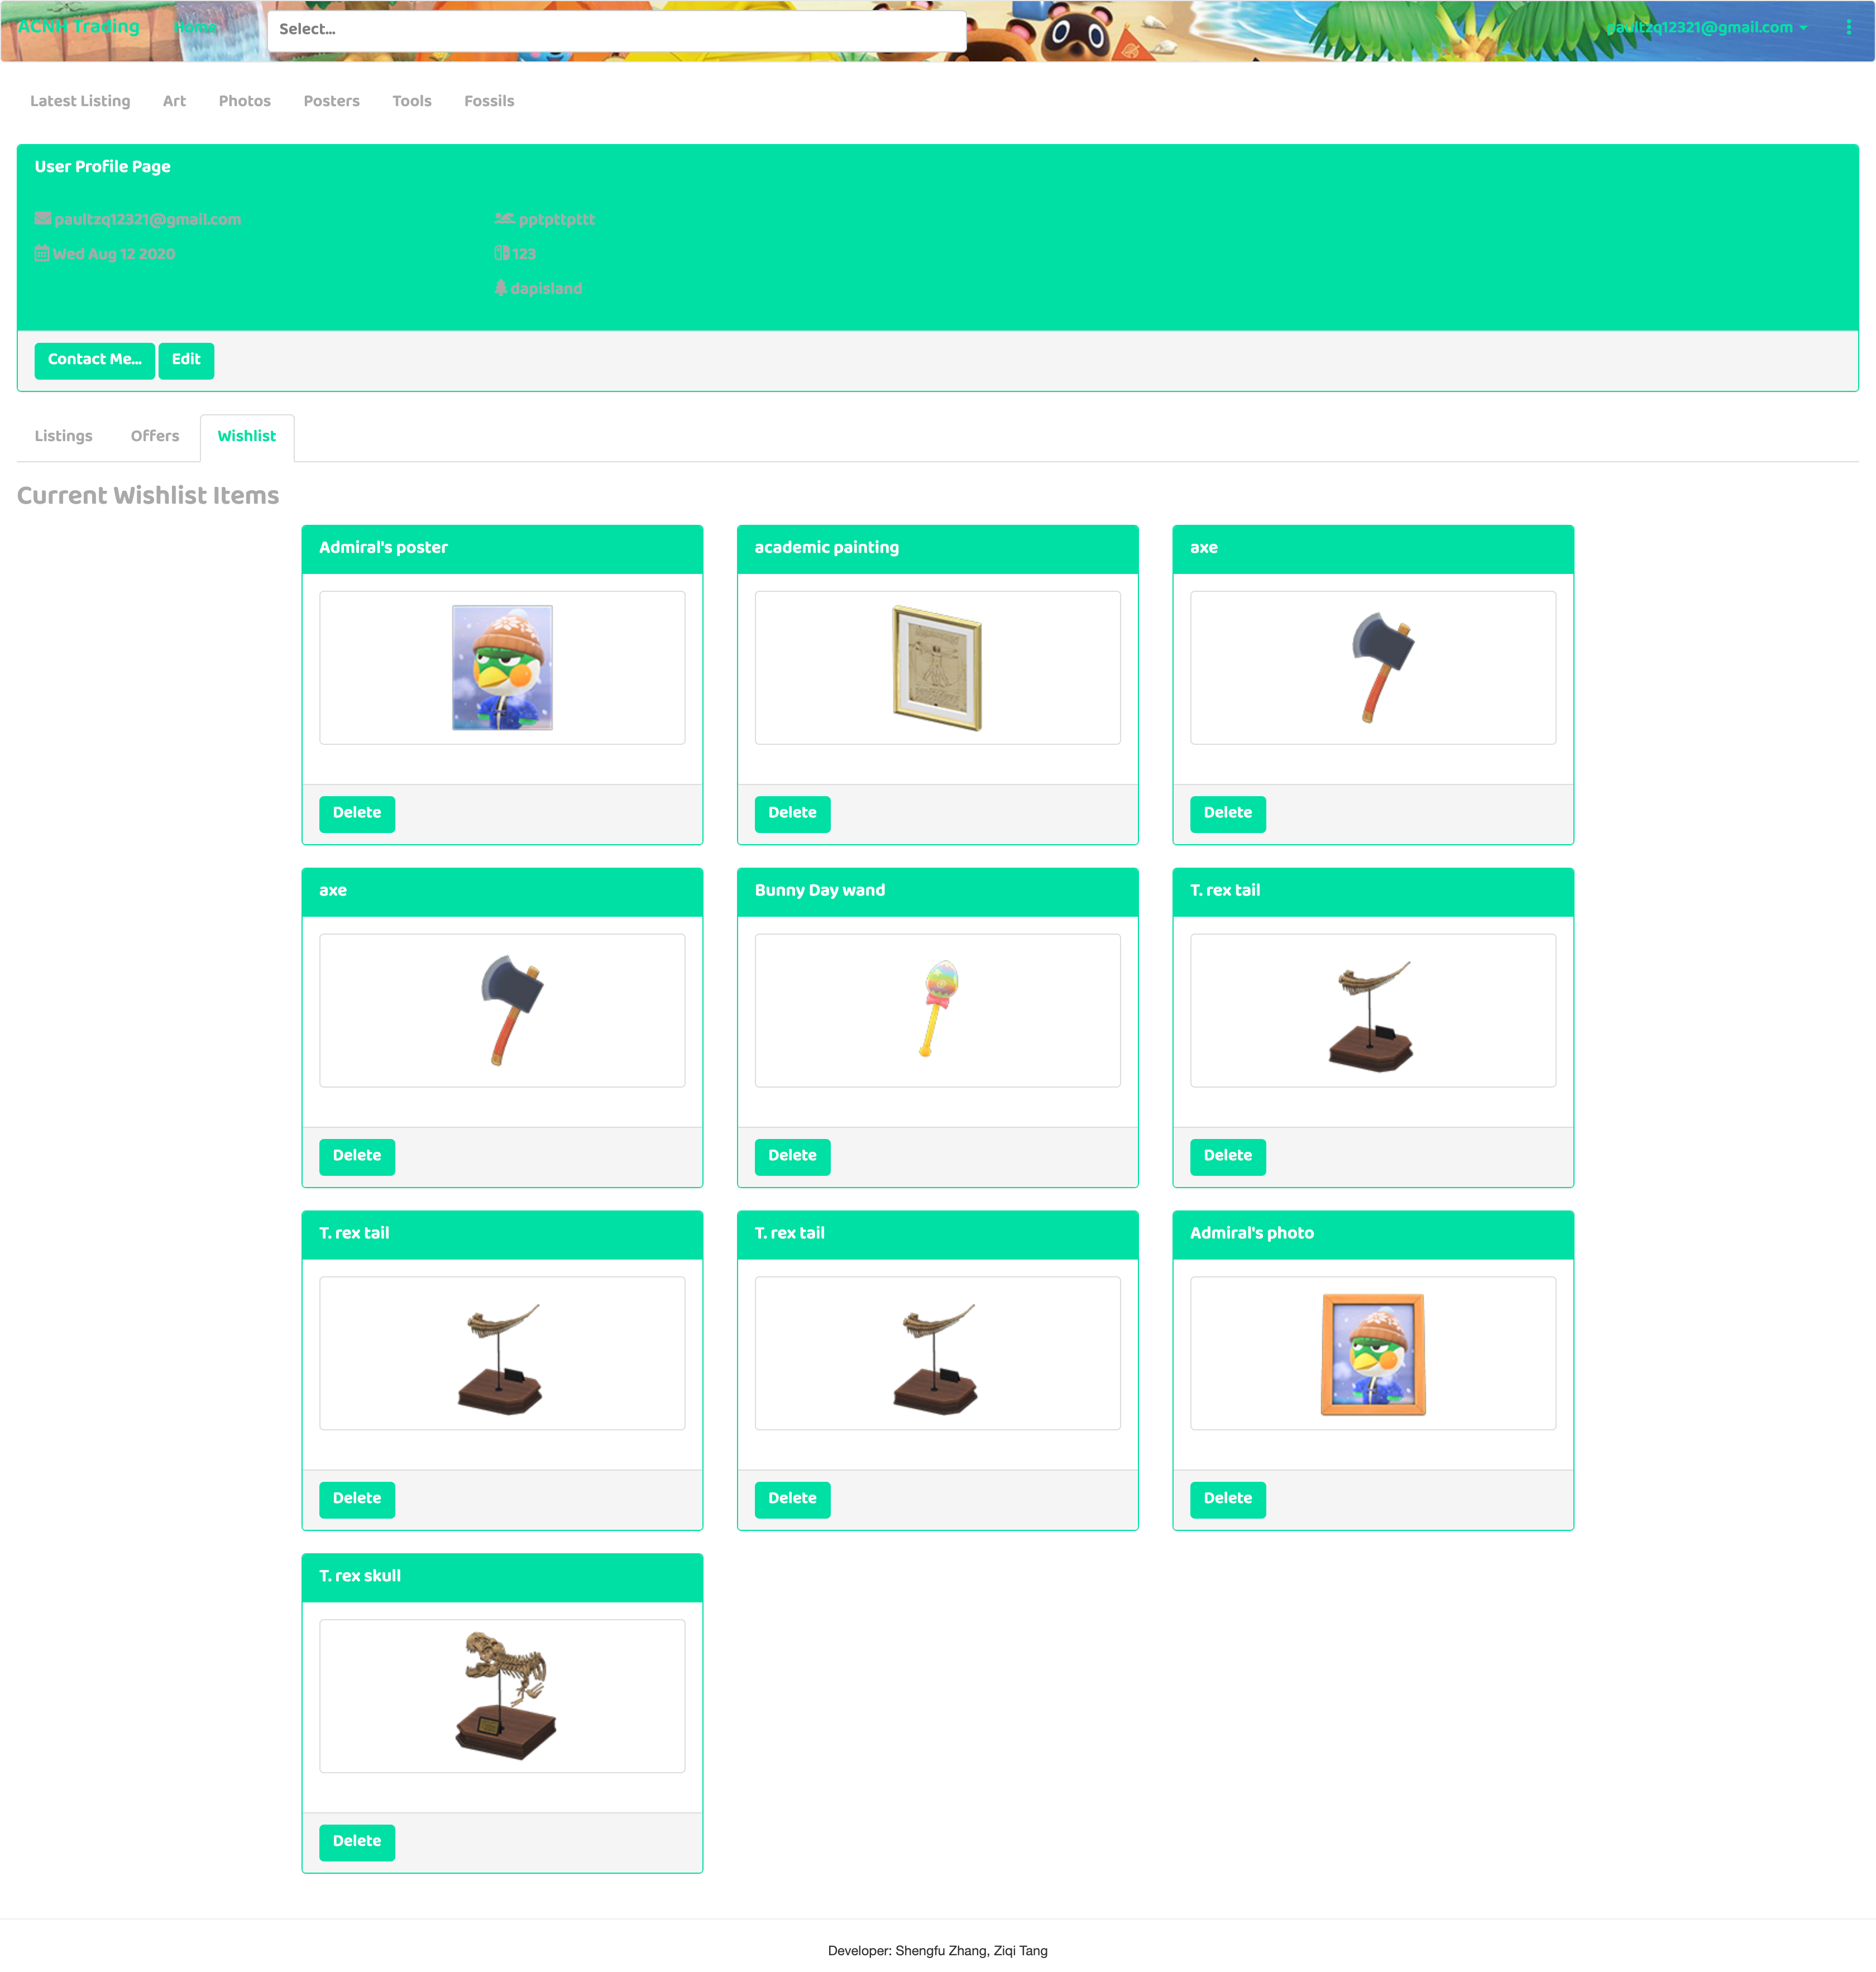 ACNH Trading
Home
Select...
paultzq12321@gmail.com
Latest Listing
Art
Photos
Posters
Tools
Fossils
User Profile Page
paultzq12321@gmail.com
pptpttpttt
Wed Aug 12 2020
123
dapisland
Contact Me...
Edit
Listings
Offers
Wishlist
Current Wishlist Items
Admiral's poster
academic painting
axe
Delete
Delete
Delete
axe
Bunny Day wand
T. rex tail
Delete
Delete
Delete
T. rex tail
T. rex tail
Admiral's photo
Delete
Delete
Delete
T. rex skull
Delete
Developer: Shengfu Zhang, Ziqi Tang